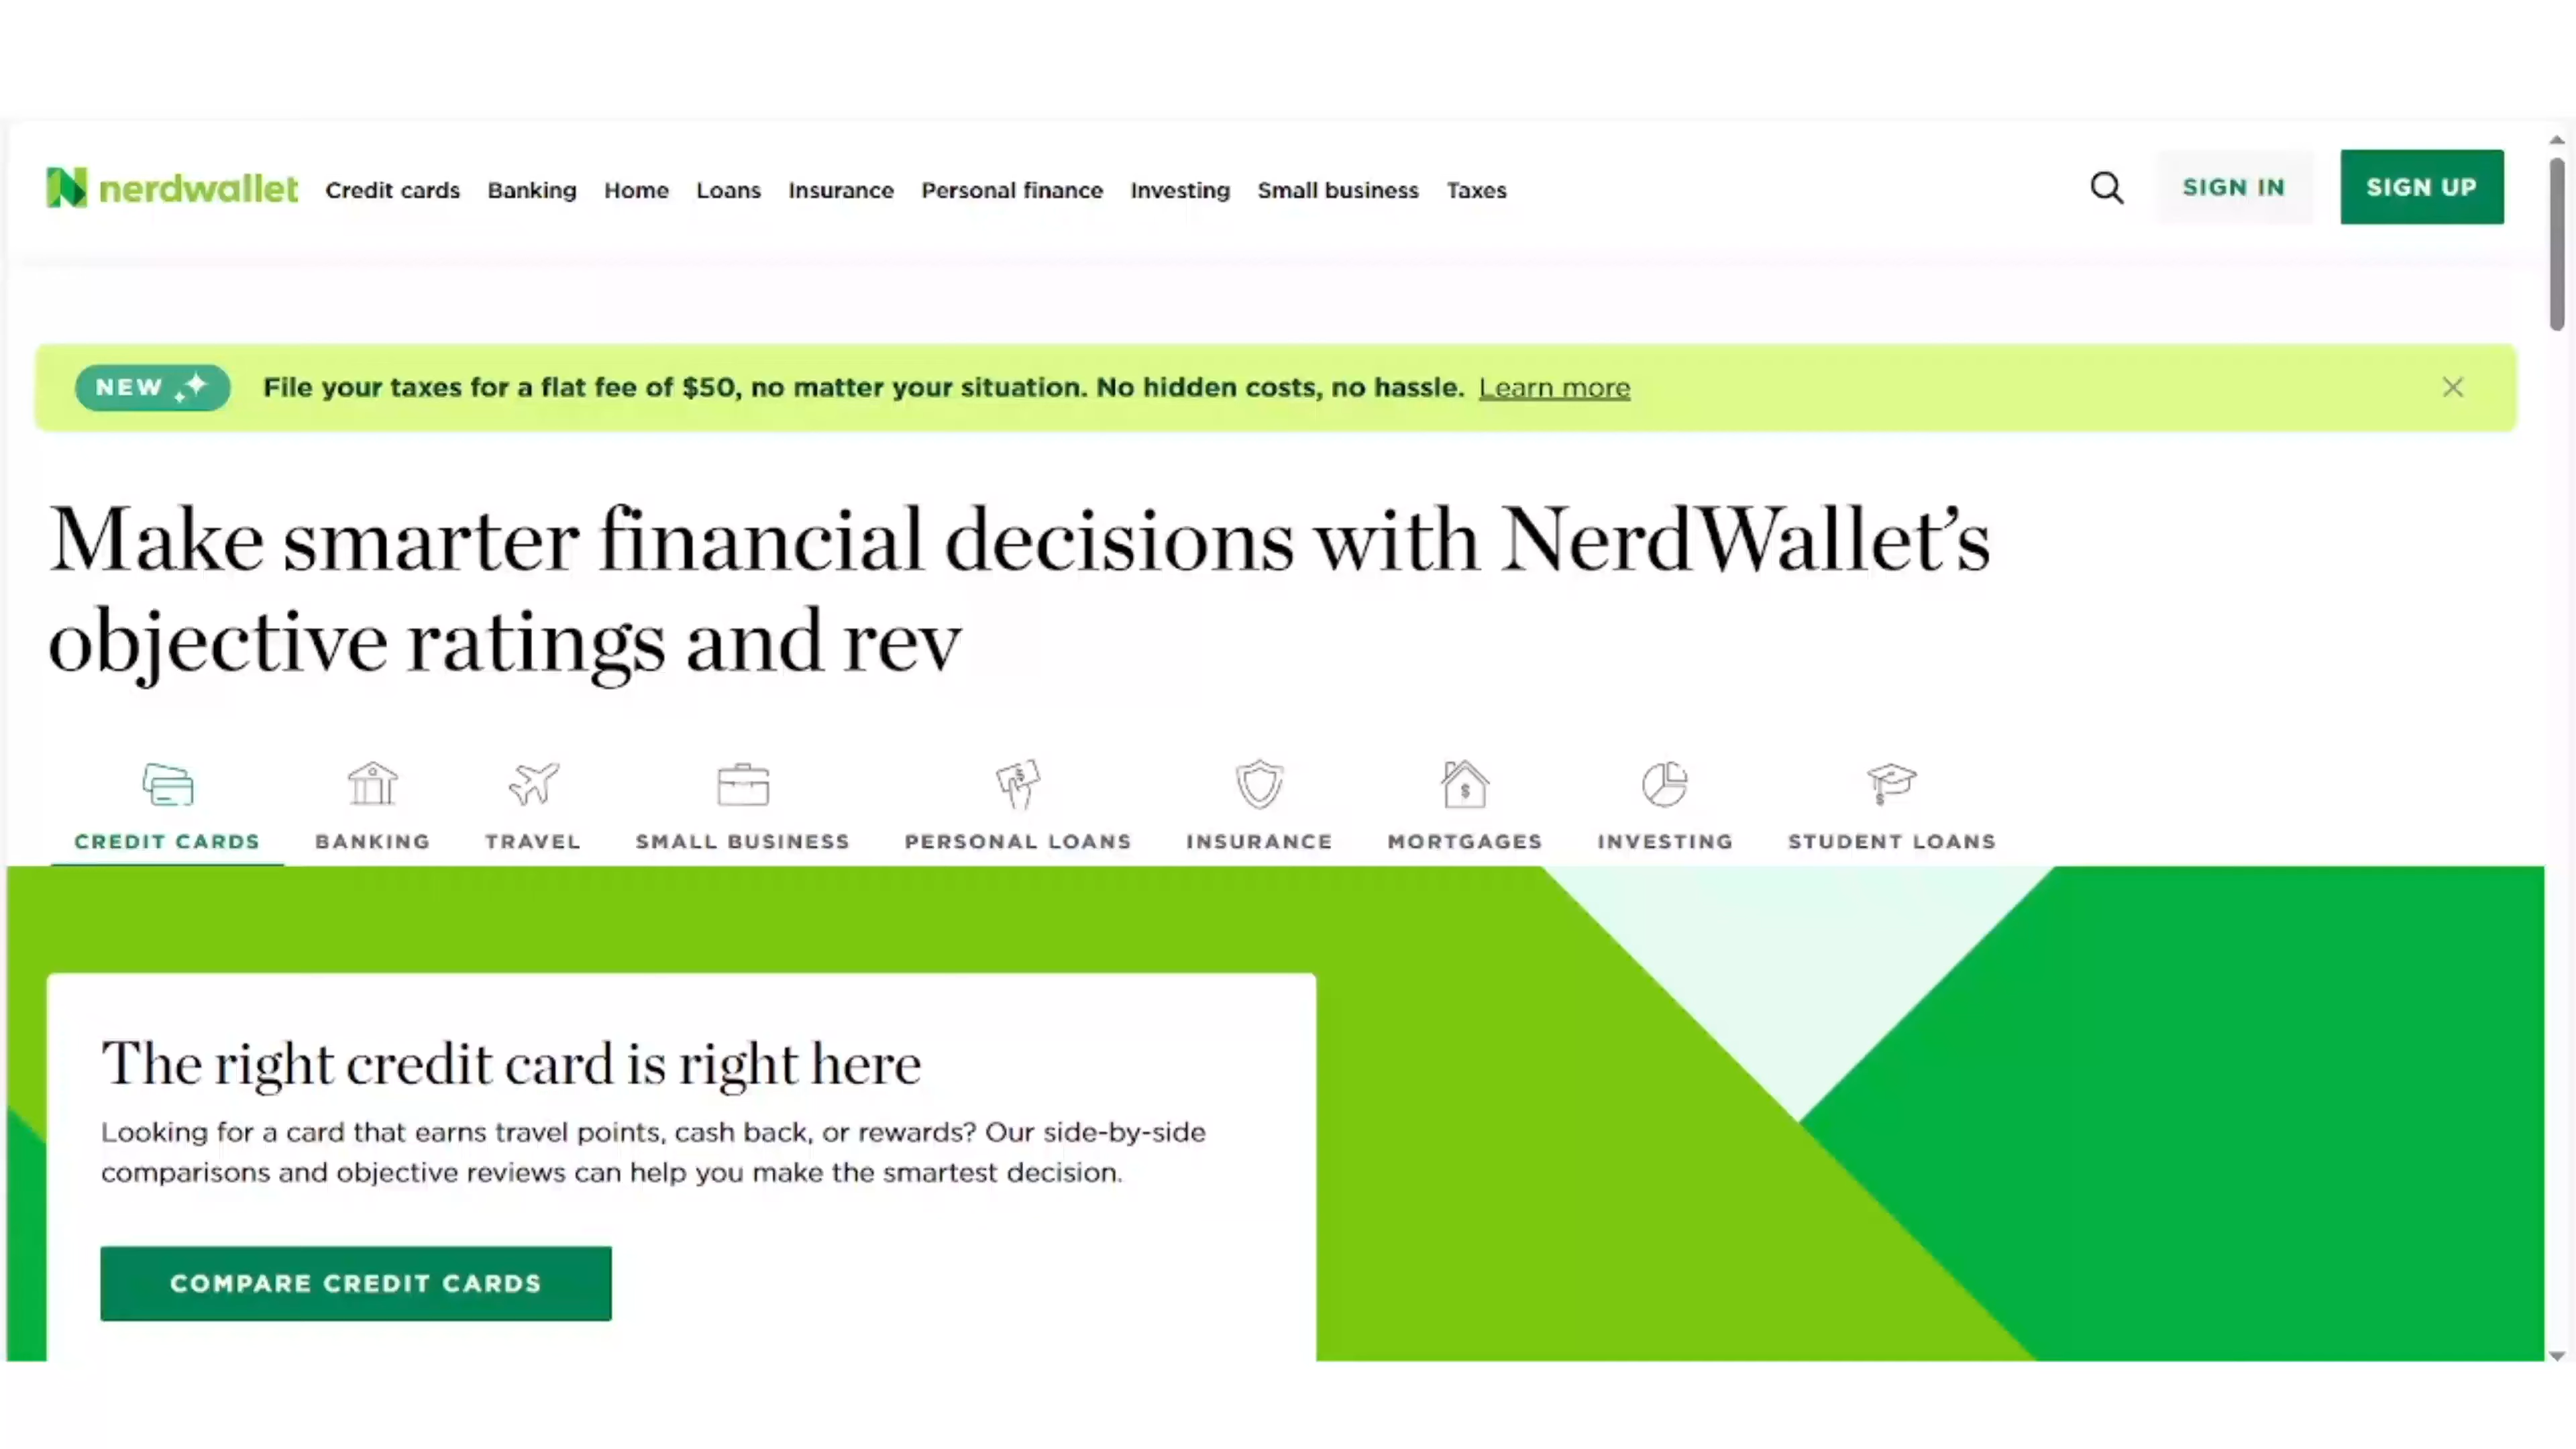 nerdwallet Credit cards Banking Home Loans Insurance Personal finance Investing Small business Taxes SIGN IN SIGN UP
NEW File your taxes for a flat fee of $50, no matter your situation. No hidden costs, no hassle. Learn more
Make smarter financial decisions with NerdWallet’s
objective ratings and rev
CREDIT CARDS BANKING TRAVEL SMALL BUSINESS PERSONAL LOANS INSURANCE MORTGAGES INVESTING STUDENT LOANS
The right credit card is right here
Looking for a card that earns travel points, cash back, or rewards? Our side-by-side
comparisons and objective reviews can help you make the smartest decision.
COMPARE CREDIT CARDS